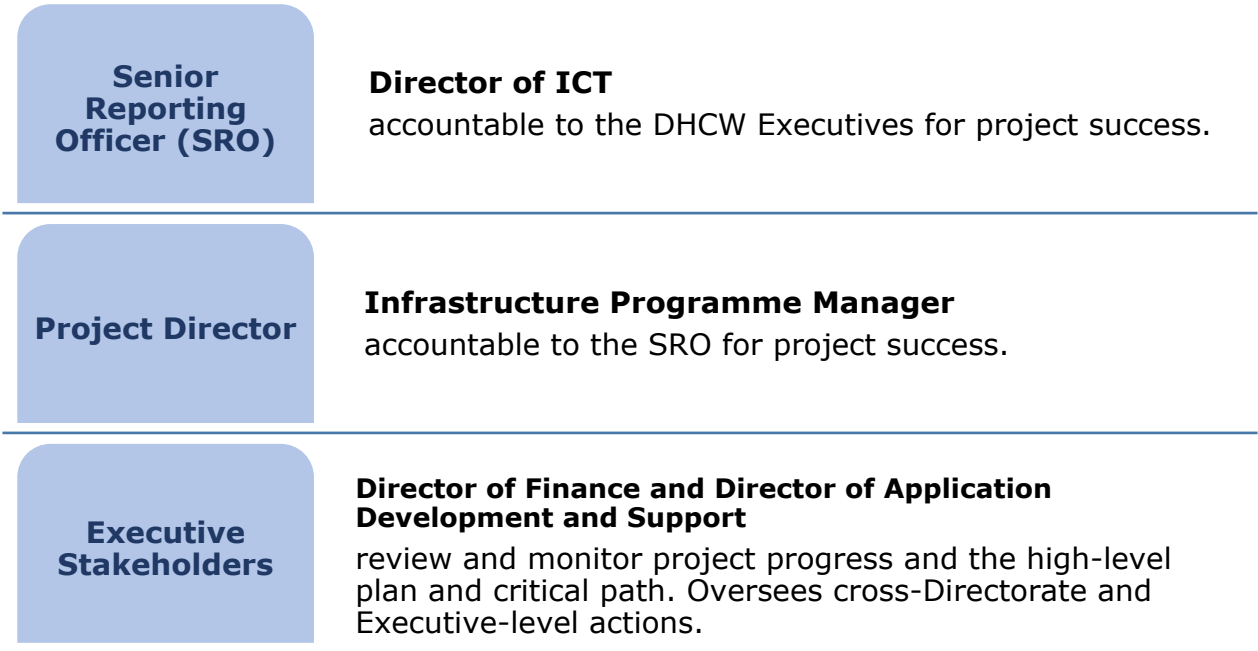 Senior
Reporting
Officer (SRO)
Director of ICT
accountable to the DHCW Executives for project success.
Project Director
Infrastructure Programme Manager
accountable to the SRO for project success.
Executive
Stakeholders
Director of Finance and Director of Application
Development and Support
review and monitor project progress and the high-level
plan and critical path. Oversees cross-Directorate and
Executive-level actions.